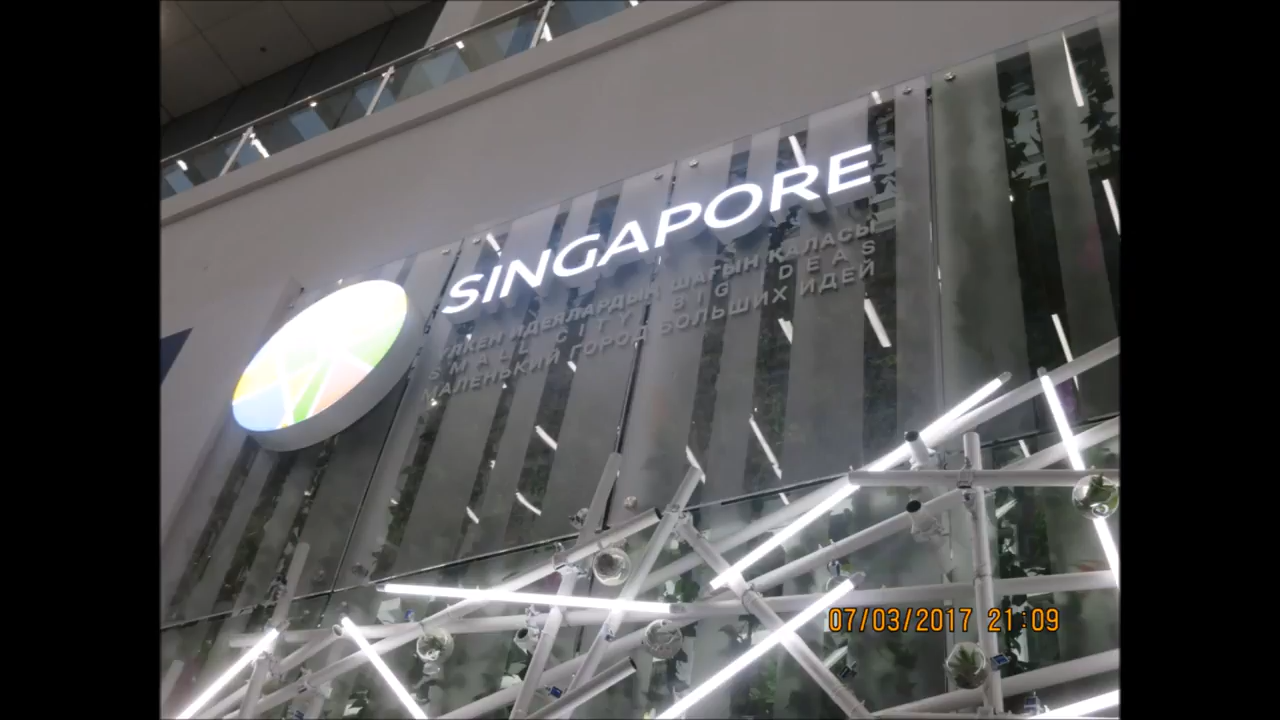 SINGAPORE
ҮЛКЕН ИДЕЯЛАРДЫҢ ШАҒЫН ҚАЛАСЫ
SMALL CITY BIG IDEAS
МАЛЕНЬКИЙ ГОРОД БОЛЬШИХ ИДЕЙ
07/03/2017 21:09